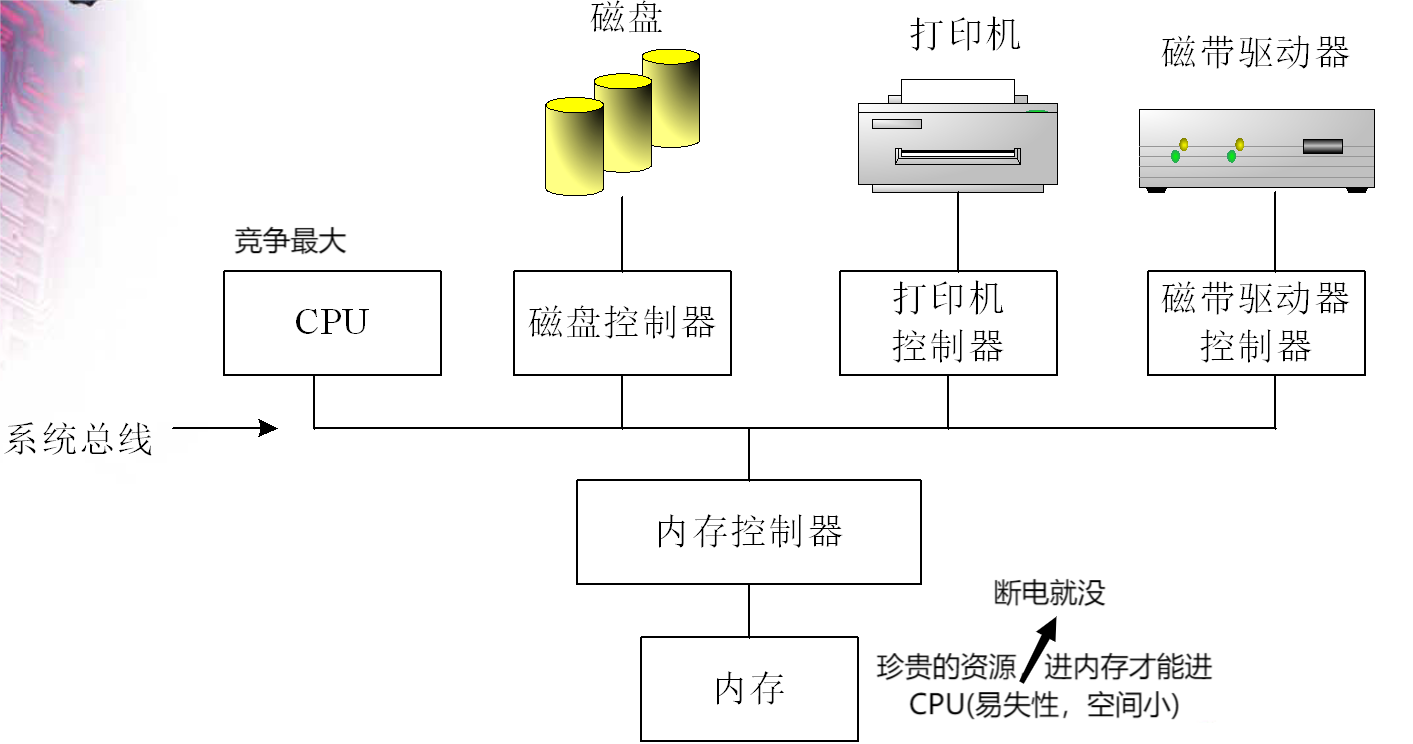 磁盘
打印机
磁带驱动器
竞争最大
CPU
磁盘控制器
打印机
控制器
磁带驱动器
控制器
系统总线
内存控制器
断电就没
珍贵的资源 进内存才能进
CPU(易失性，空间小)
内存